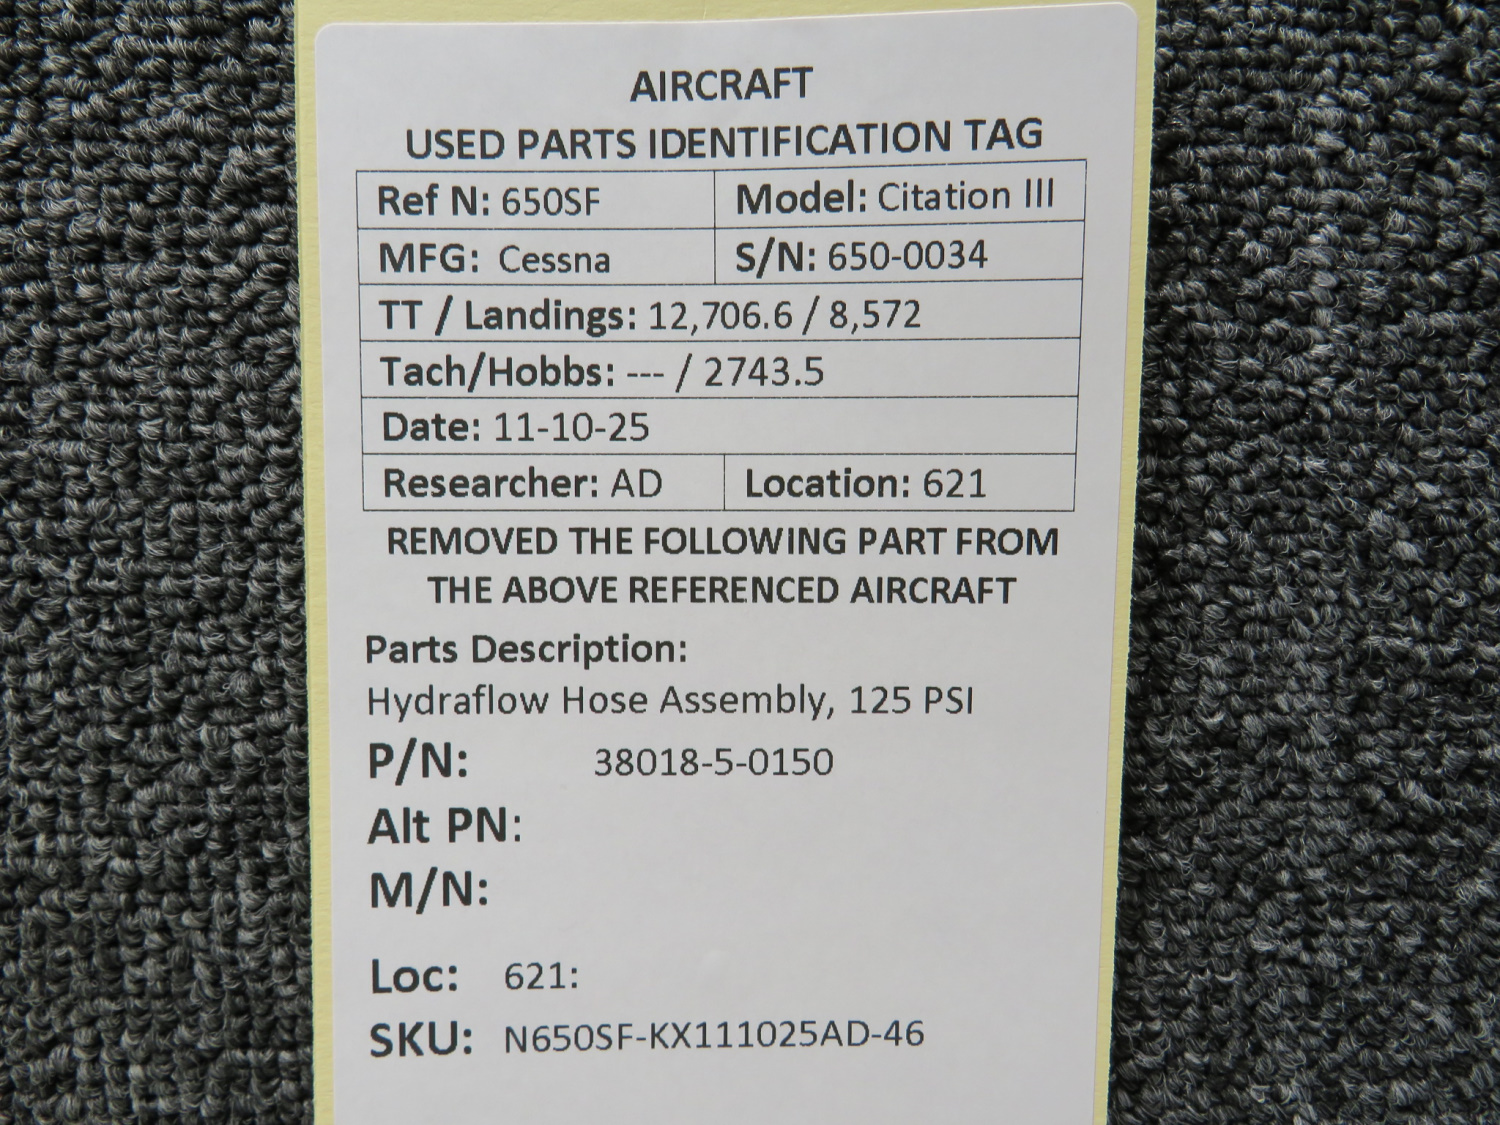 AIRCRAFT
USED PARTS IDENTIFICATION TAG
Ref N: 650SF Model: Citation III
MFG: Cessna S/N: 650-0034
TT / Landings: 12,706.6 / 8,572
Tach/Hobbs: --- / 2743.5
Date: 11-10-25
Researcher: AD Location: 621
REMOVED THE FOLLOWING PART FROM
THE ABOVE REFERENCED AIRCRAFT
Parts Description:
Hydraflow Hose Assembly, 125 PSI
P/N: 38018-5-0150
Alt PN:
M/N:
Loc: 621:
SKU: N650SF-KX111025AD-46